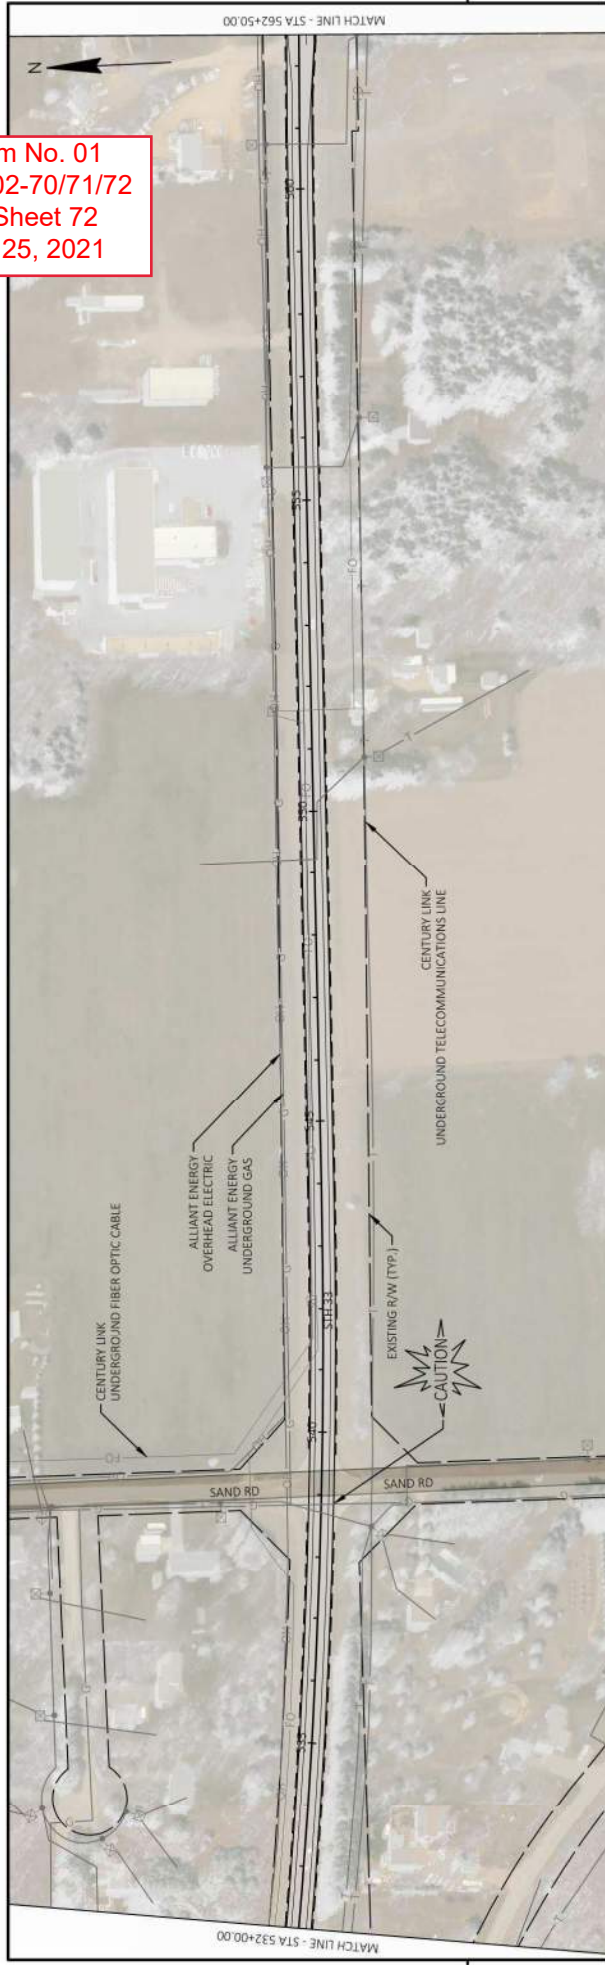 MATCH LINE - STA 562+50.00
N
m No. 01
02-70/71/72
Sheet 72
25, 2021
560
555
550
545
540
535
FO
T
CENTURY LINK
UNDERGROUND TELECOMMUNICATIONS LINE
ALLIANT ENERGY
OVERHEAD ELECTRIC
ALLIANT ENERGY
UNDERGROUND GAS
CENTURY LINK
UNDERGROUND FIBER OPTIC CABLE
STH 33
EXISTING R/W (TYP.)
CAUTION
SAND RD
SAND RD
MATCH LINE - STA 532+00.00